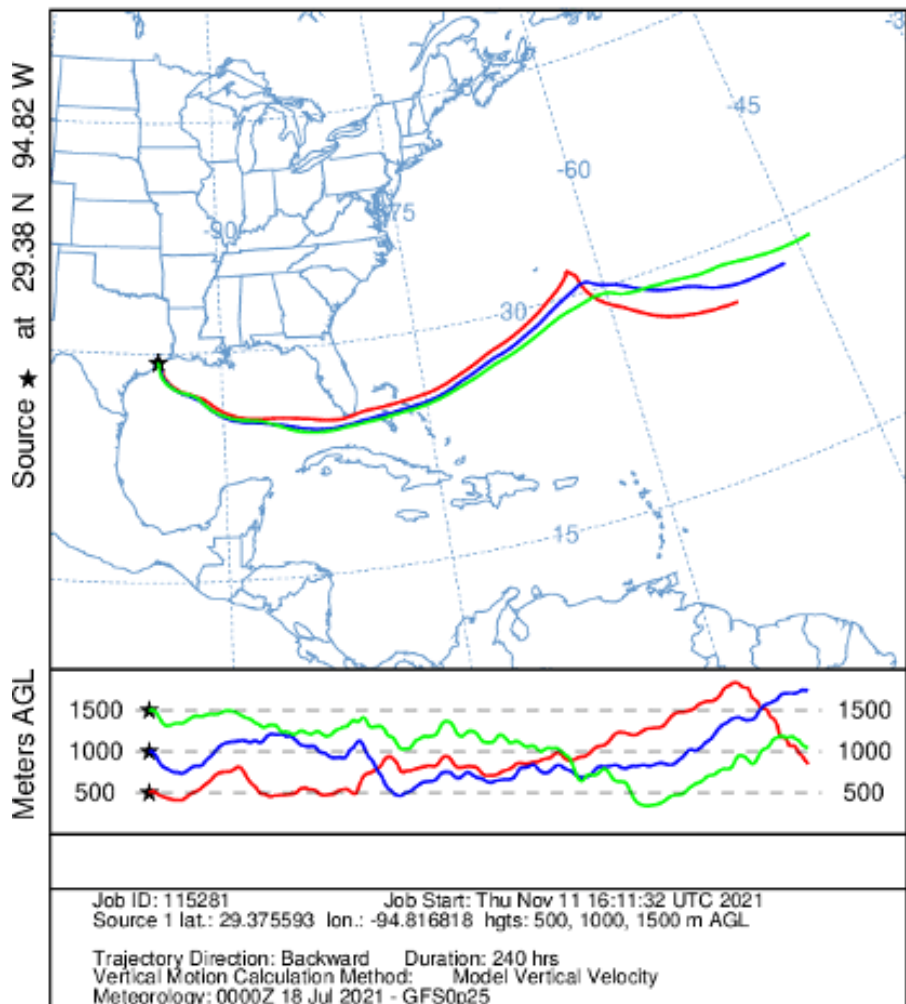 Source ★ at 29.38 N 94.82 W
-45
-60
-75
-90
30
15
Meters AGL
1500 1500
1000 1000
500 500
Job ID: 115281 Job Start: Thu Nov 11 16:11:32 UTC 2021
Source 1 lat.: 29.375593 lon.: -94.816818 hgts: 500, 1000, 1500 m AGL
Trajectory Direction: Backward Duration: 240 hrs
Vertical Motion Calculation Method: Model Vertical Velocity
Meteorology: 0000Z 18 Jul 2021 - GFS0p25